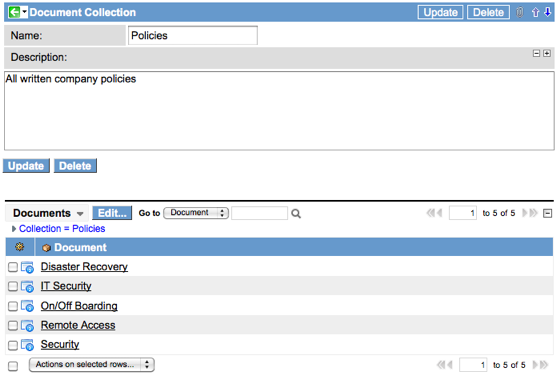 Document Collection Update Delete
Name: Policies
Description:
All written company policies
Update Delete
Documents Edit... Go to Document 1 to 5 of 5
Collection = Policies
Document
Disaster Recovery
IT Security
On/Off Boarding
Remote Access
Security
Actions on selected rows... 1 to 5 of 5